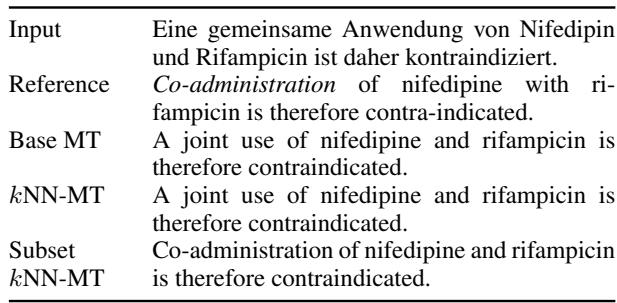 Input Eine gemeinsame Anwendung von Nifedipin
und Rifampicin ist daher kontraindiziert.
Reference Co-administration of nifedipine with ri-
fampicin is therefore contra-indicated.
Base MT A joint use of nifedipine and rifampicin is
therefore contraindicated.
kNN-MT A joint use of nifedipine and rifampicin is
therefore contraindicated.
Subset Co-administration of nifedipine and rifampicin
kNN-MT is therefore contraindicated.